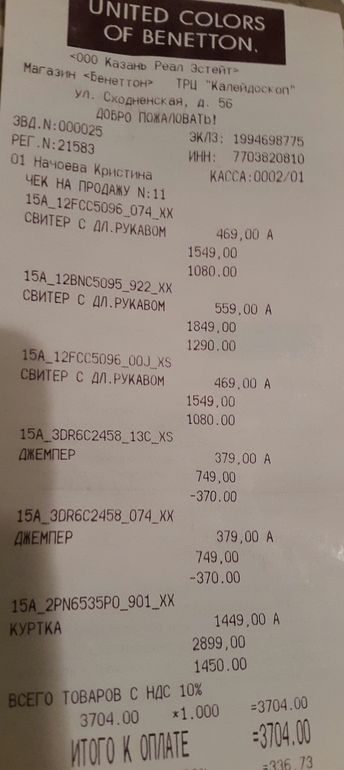 UNITED COLORS
OF BENETTON.
<ООО Казань Реал Эстейт>
Магазин <Бенеттон> ТРЦ "Калейдоскоп"
ул. Сходненская, д. 56
ДОБРО ПОЖАЛОВАТЬ!
ЗВД.N:000025 ЭКЛЗ: 1994698775
РЕГ.N:21583 ИНН: 7703820810
01 Начоева Кристина КАССА:0002/01
ЧЕК НА ПРОДАЖУ N:11
15A_12FCC5096_074_XX
СВИТЕР С ДЛ.РУКАВОМ 469,00 A
1549,00
1080.00
15A_12BNC5095_922_XX
СВИТЕР С ДЛ.РУКАВОМ 559,00 A
1849,00
1290.00
15A_12FCC5096_00J_XS
СВИТЕР С ДЛ.РУКАВОМ 469,00 A
1549,00
1080.00
15A_3DR6C2458_13C_XS
ДЖЕМПЕР 379,00 A
749,00
-370.00
15A_3DR6C2458_074_XX
ДЖЕМПЕР 379,00 A
749,00
-370.00
15A_2PN6535P0_901_XX
КУРТКА 1449,00 A
2899,00
1450.00
ВСЕГО ТОВАРОВ С НДС 10%
3704.00 *1.000 =3704.00
ИТОГО К ОПЛАТЕ =3704.00
=336.73